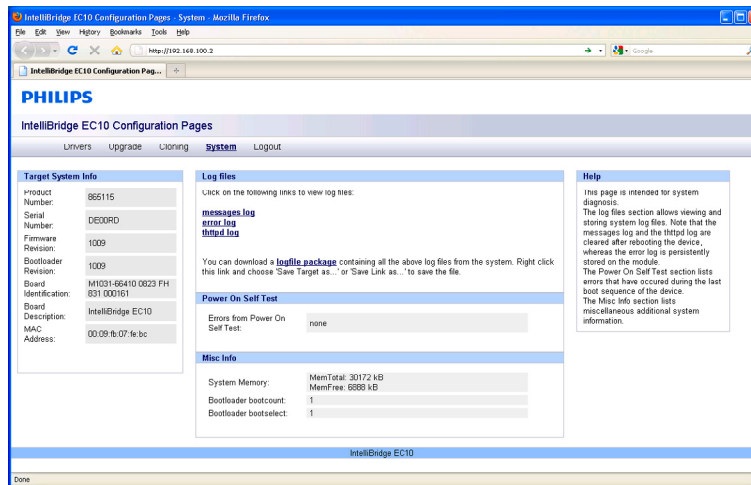 IntelliBridge EC10 Configuration Pages - System - Mozilla Firefox
File Edit View History Bookmarks Tools Help
http://192.168.100.2
Google
IntelliBridge EC10 Configuration Pag...
PHILIPS
IntelliBridge EC10 Configuration Pages
Drivers Upgrade Cloning System Logout
Target System Info
Product Number: 865115
Serial Number: DE00RD
Firmware Revision: 1009
Bootloader Revision: 1009
Board Identification: M1031-66410 0823 FH 831 000161
Board Description: IntelliBridge EC10
MAC Address: 00:09:fb:07:fe:bc
Log files
Click on the following links to view log files:
messages log
error log
thttpd log
You can download a logfile package containing all the above log files from the system. Right click
this link and choose 'Save Target as...' or 'Save Link as...' to save the file.
Power On Self Test
Errors from Power On Self Test: none
Misc Info
System Memory: MemTotal: 30172 kB
MemFree: 6888 kB
Bootloader bootcount: 1
Bootloader bootselect: 1
Help
This page is intended for system
diagnosis.
The log files section allows viewing and
storing system log files. Note that the
messages log and the thttpd log are
cleared after rebooting the device,
whereas the error log is persistently
stored on the module.
The Power On Self Test section lists
errors that have occured during the last
boot sequence of the device.
The Misc Info section lists
miscellaneous additional system
information.
IntelliBridge EC10
Done